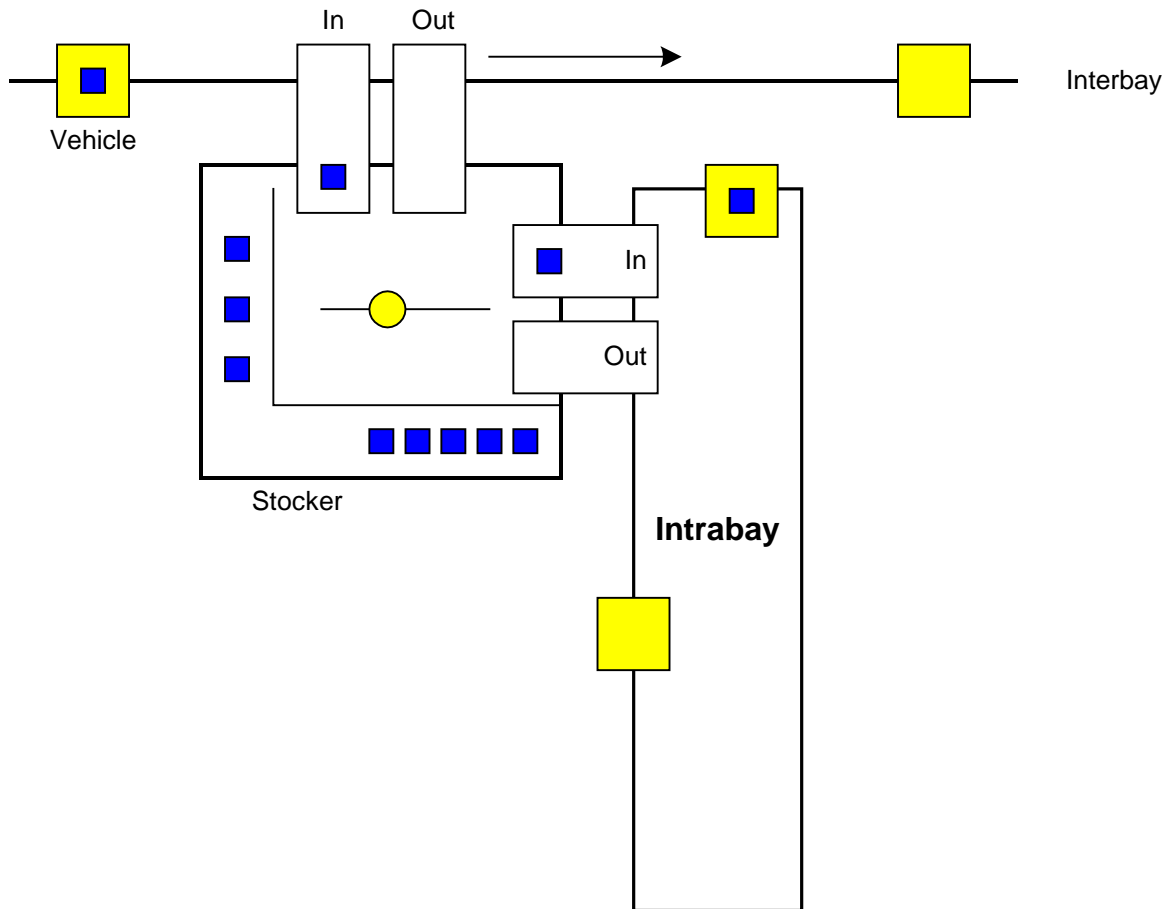 In
Out
Interbay
Vehicle
In
Out
Stocker
Intrabay